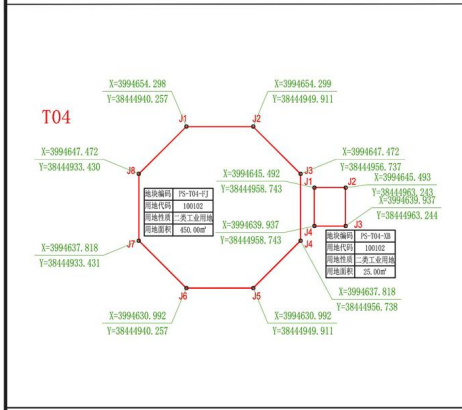 X=3994654.298
Y=38444940.257
X=3994654.299
Y=38444949.911
T04
J1
J2
X=3994647.472
Y=38444933.430
J8
X=3994647.472
Y=38444956.737
J3
X=3994645.492
Y=38444958.743
J1
J2
X=3994645.493
Y=38444963.243
地块编码 PS-T04-FJ
用地代码 100102
用地性质 二类工业用地
用地面积 450.00㎡
X=3994639.937
Y=38444958.743
X=3994639.937
Y=38444963.244
J4
J3
J7
J4
X=3994637.818
Y=38444933.431
地块编码 PS-T04-XB
用地代码 100102
用地性质 二类工业用地
用地面积 25.00㎡
J6
J5
X=3994637.818
Y=38444956.738
X=3994630.992
Y=38444940.257
X=3994630.992
Y=38444949.911